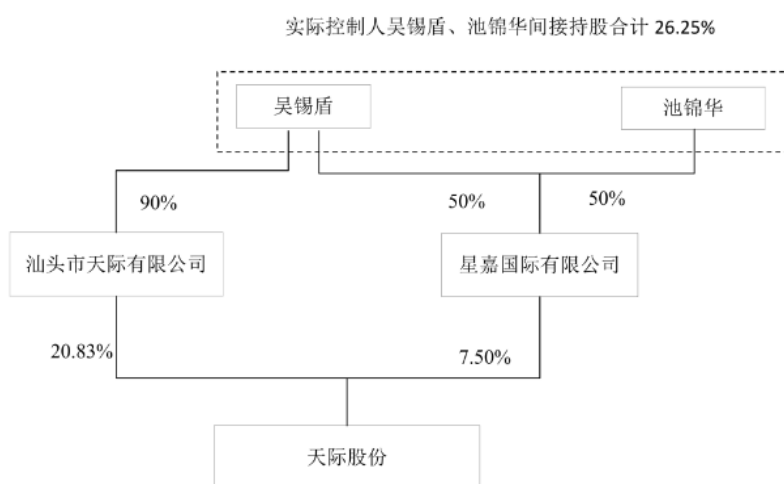 实际控制人吴锡盾、池锦华间接持股合计 26.25%
吴锡盾
池锦华
90%
50%
50%
汕头市天际有限公司
星嘉国际有限公司
20.83%
7.50%
天际股份